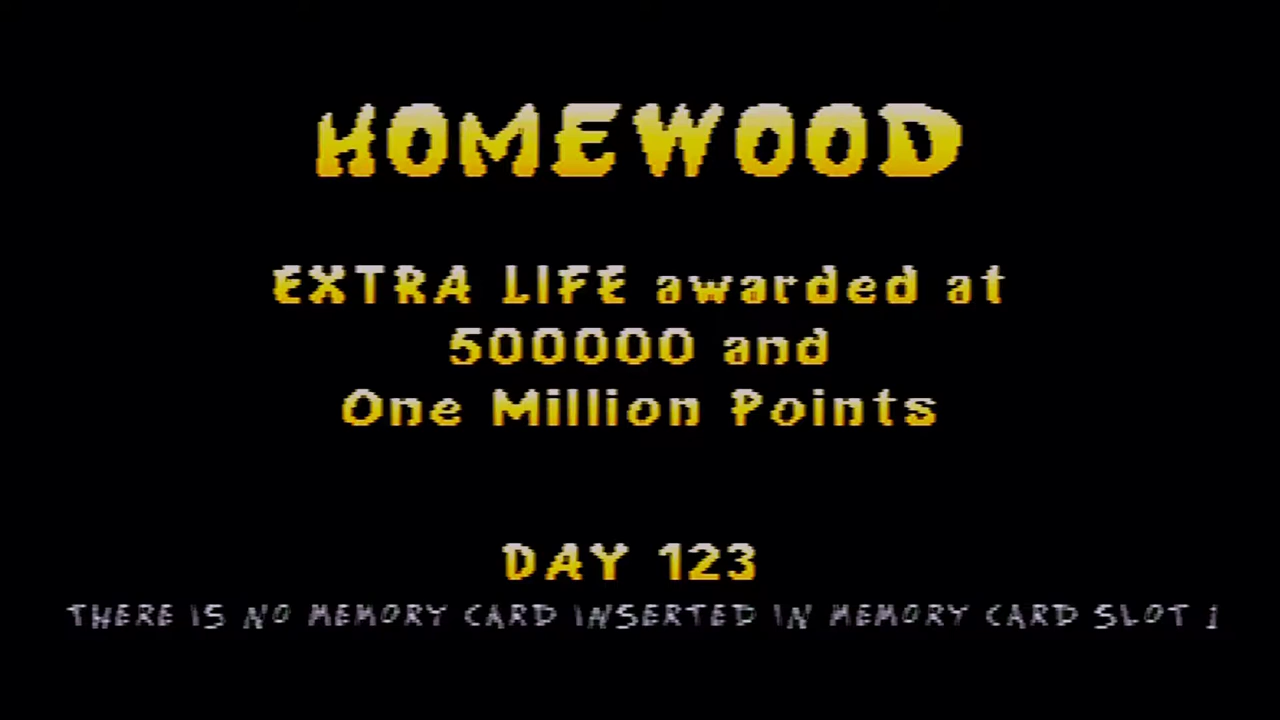 HOMEWOOD
EXTRA LIFE awarded at
500000 and
One Million Points
DAY 123
THERE IS NO MEMORY CARD INSERTED IN MEMORY CARD SLOT 1